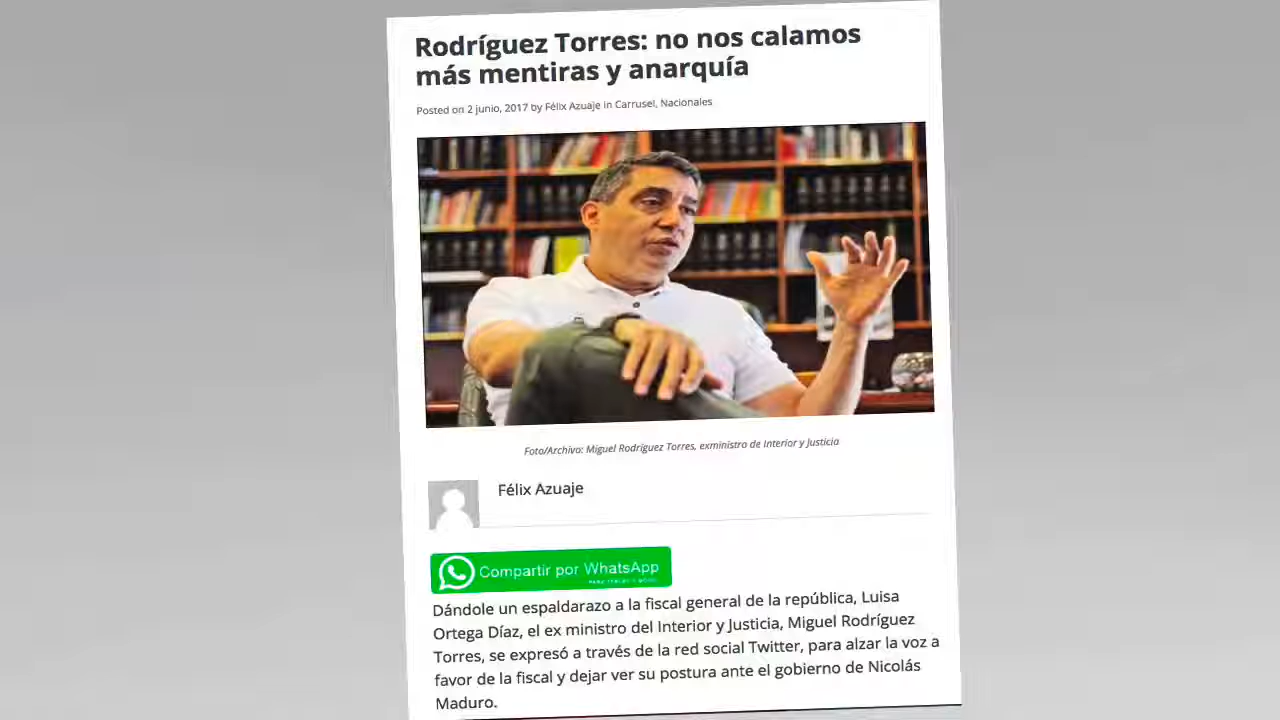 Rodríguez Torres: no nos calamos
más mentiras y anarquía
Posted on 2 junio, 2017 by Félix Azuaje in Carrusel, Nacionales
Foto/Archivo: Miguel Rodríguez Torres, exministro de Interior y Justicia
Félix Azuaje
Compartir por WhatsApp
Dándole un espaldarazo a la fiscal general de la república, Luisa
Ortega Díaz, el ex ministro del Interior y Justicia, Miguel Rodríguez
Torres, se expresó a través de la red social Twitter, para alzar la voz a
favor de la fiscal y dejar ver su postura ante el gobierno de Nicolás
Maduro.